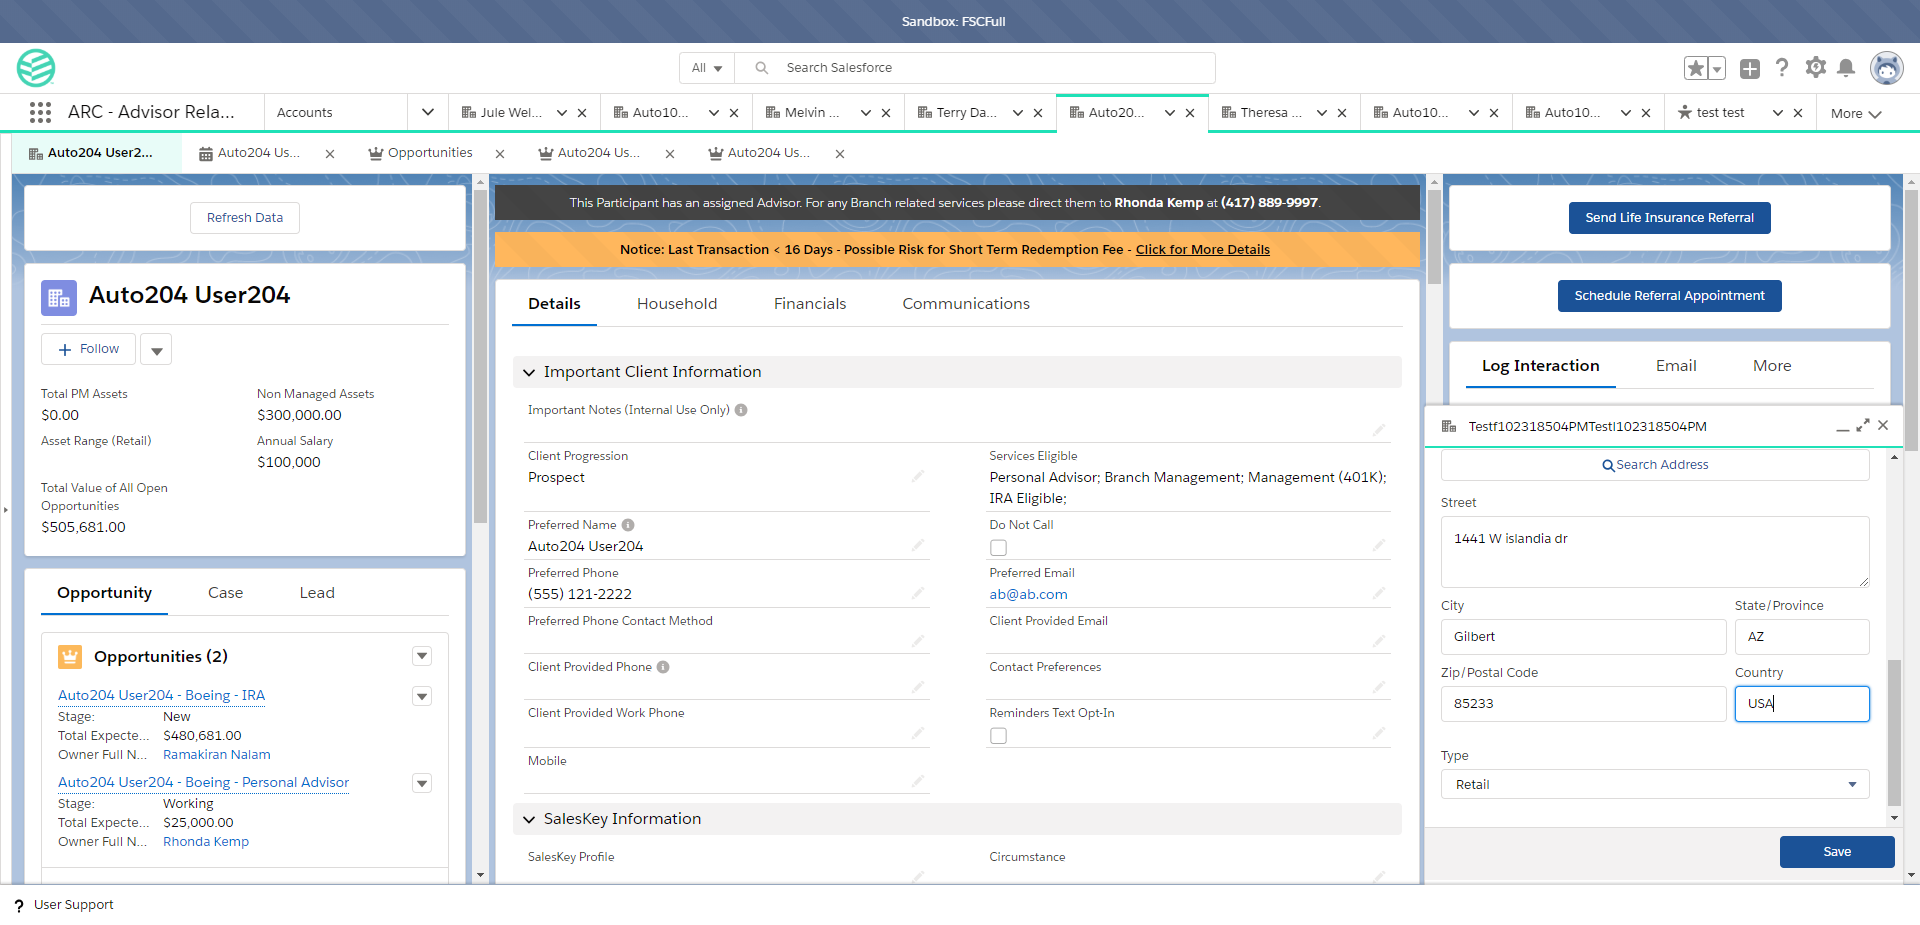 Sandbox: FSCFull
All
Search Salesforce
ARC - Advisor Rela...
Accounts
Jule Wel...
Auto10...
Melvin ...
Terry Da...
Auto20...
Theresa ...
Auto10...
Auto10...
test test
More
Auto204 User2...
Auto204 Us...
Opportunities
Auto204 Us...
Auto204 Us...
Refresh Data
Auto204 User204
Follow
Total PM Assets
$0.00
Non Managed Assets
$300,000.00
Asset Range (Retail)
Annual Salary
$100,000
Total Value of All Open
Opportunities
$505,681.00
Opportunity
Case
Lead
Opportunities (2)
Auto204 User204 - Boeing - IRA
Stage: New
Total Expecte... $480,681.00
Owner Full N... Ramakiran Nalam
Auto204 User204 - Boeing - Personal Advisor
Stage: Working
Total Expecte... $25,000.00
Owner Full N... Rhonda Kemp
This Participant has an assigned Advisor. For any Branch related services please direct them to Rhonda Kemp at (417) 889-9997.
Notice: Last Transaction < 16 Days - Possible Risk for Short Term Redemption Fee - Click for More Details
Details
Household
Financials
Communications
Important Client Information
Important Notes (Internal Use Only)
Client Progression
Prospect
Services Eligible
Personal Advisor; Branch Management; Management (401K);
IRA Eligible;
Preferred Name
Auto204 User204
Do Not Call
Preferred Phone
(555) 121-2222
Preferred Email
ab@ab.com
Preferred Phone Contact Method
Client Provided Email
Client Provided Phone
Contact Preferences
Client Provided Work Phone
Reminders Text Opt-In
Mobile
SalesKey Information
SalesKey Profile
Circumstance
Send Life Insurance Referral
Schedule Referral Appointment
Log Interaction
Email
More
Testf102318504PMTestl102318504PM
Search Address
Street
1441 W islandia dr
City
Gilbert
State/Province
AZ
Zip/Postal Code
85233
Country
USA
Type
Retail
Save
? User Support